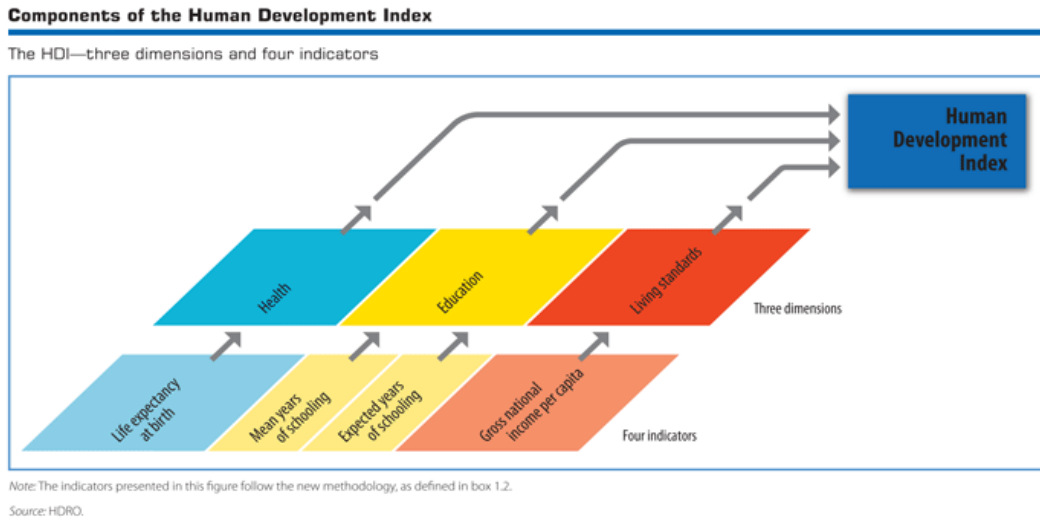 Components of the Human Development Index
The HDI—three dimensions and four indicators
Human
Development
Index
Health
Education
Living standards
Three dimensions
Life expectancy
at birth
Mean years
of schooling
Expected years
of schooling
Gross national
income per capita
Four indicators
Note: The indicators presented in this figure follow the new methodology, as defined in box 1.2.
Source: HDRO.